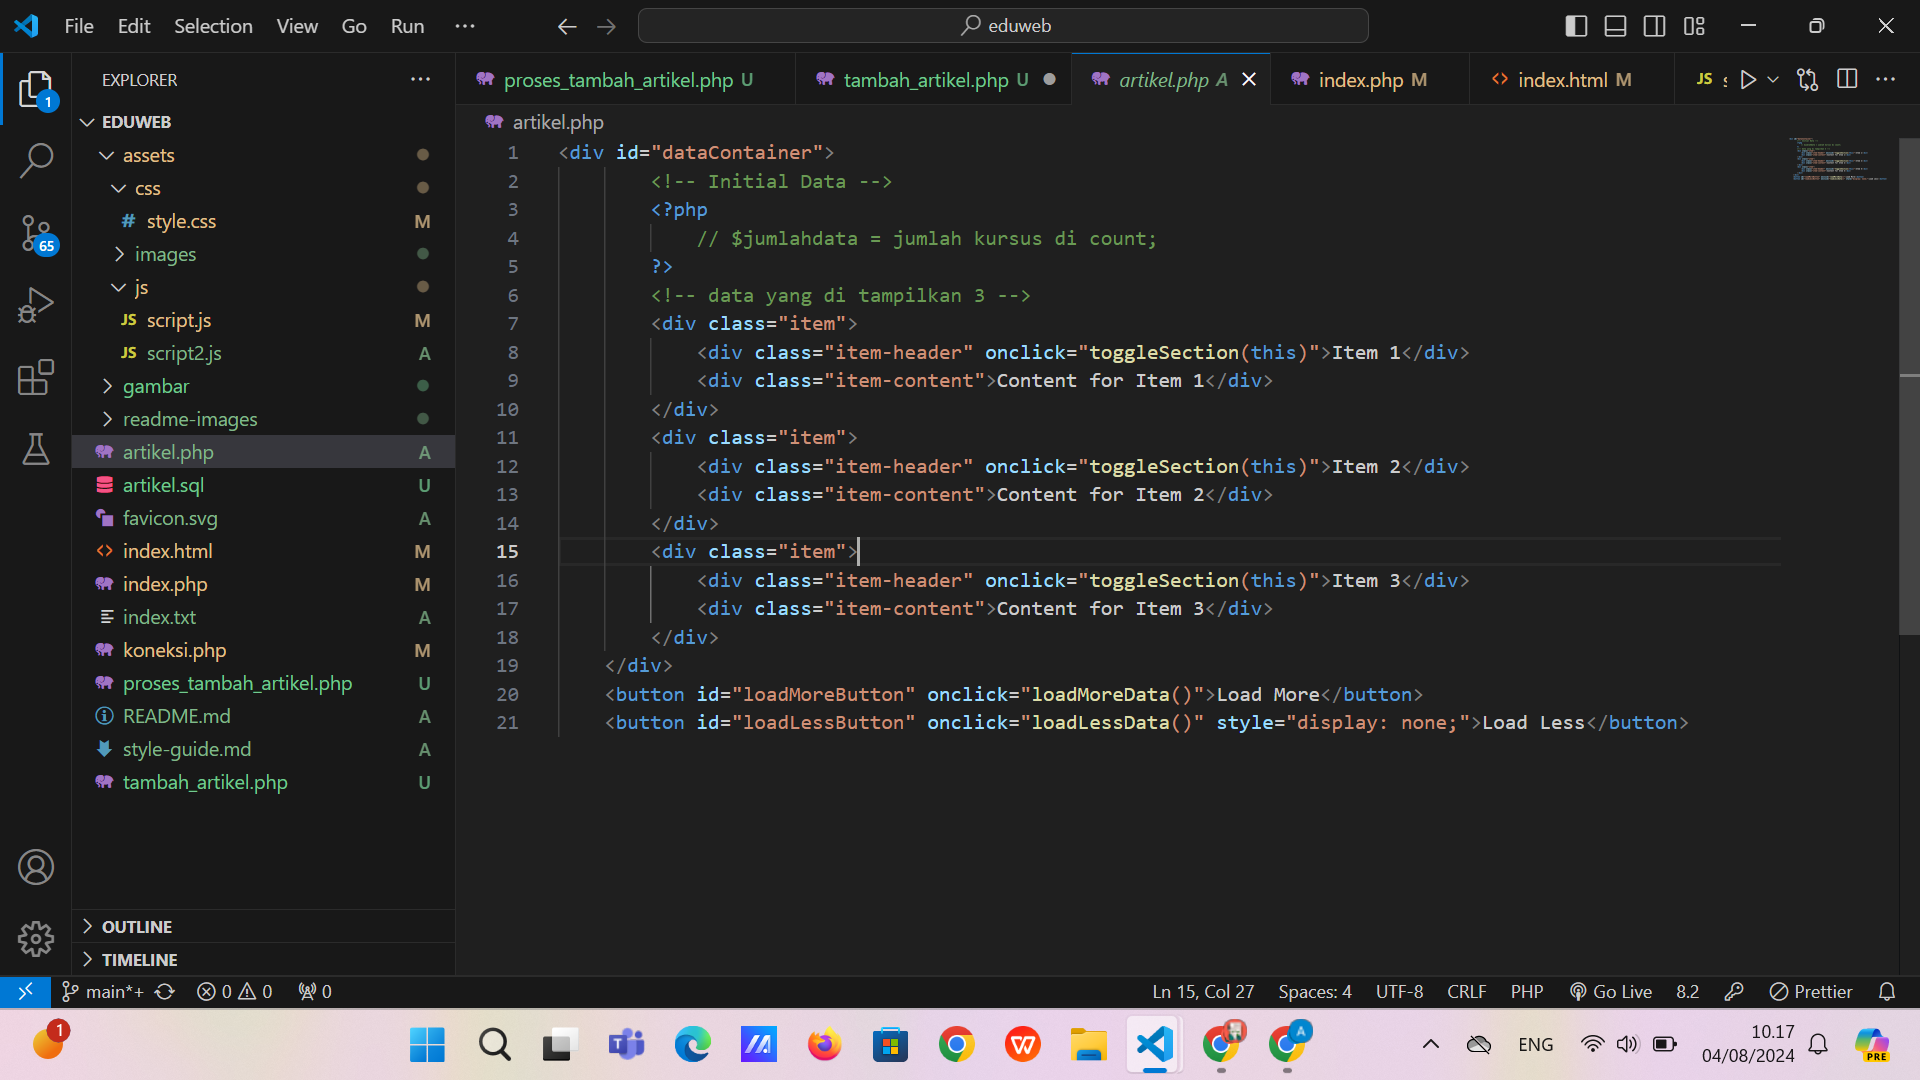 File Edit Selection View Go Run ···
eduweb
EXPLORER
proses_tambah_artikel.php U
tambah_artikel.php U
artikel.php A
index.php M
index.html M
JS s
EDUWEB
assets
css
# style.css M
images
js
JS script.js M
JS script2.js A
gambar
readme-images
artikel.php A
artikel.sql U
favicon.svg A
index.html M
index.php M
index.txt A
koneksi.php M
proses_tambah_artikel.php U
README.md A
style-guide.md A
tambah_artikel.php U
OUTLINE
TIMELINE
1
65
artikel.php
1 <div id="dataContainer">
2 <!-- Initial Data -->
3 <?php
4 // $jumlahdata = jumlah kursus di count;
5 ?>
6 <!-- data yang di tampilkan 3 -->
7 <div class="item">
8 <div class="item-header" onclick="toggleSection(this)">Item 1</div>
9 <div class="item-content">Content for Item 1</div>
10 </div>
11 <div class="item">
12 <div class="item-header" onclick="toggleSection(this)">Item 2</div>
13 <div class="item-content">Content for Item 2</div>
14 </div>
15 <div class="item">
16 <div class="item-header" onclick="toggleSection(this)">Item 3</div>
17 <div class="item-content">Content for Item 3</div>
18 </div>
19 </div>
20 <button id="loadMoreButton" onclick="loadMoreData()">Load More</button>
21 <button id="loadLessButton" onclick="loadLessData()" style="display: none;">Load Less</button>
main*+ 0 0 0
Ln 15, Col 27 Spaces: 4 UTF-8 CRLF PHP Go Live 8.2 Prettier
1
ENG
10.17
04/08/2024
PRE